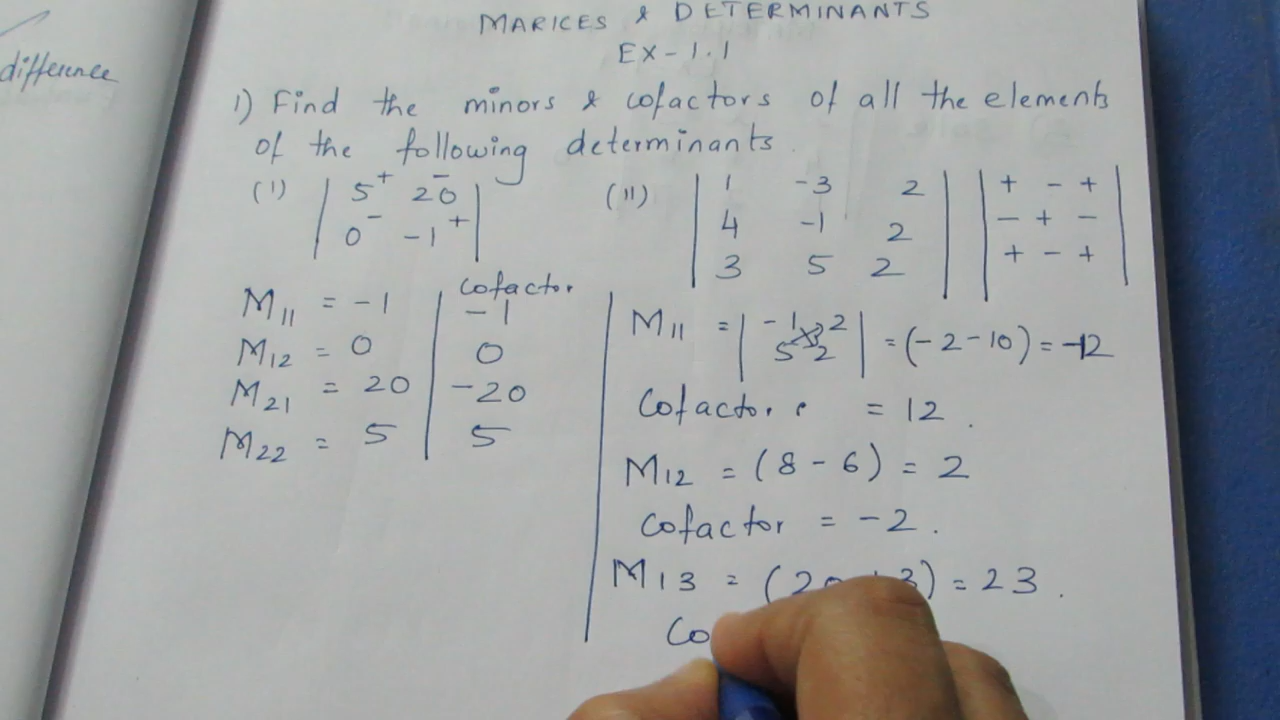 difference
MARICES & DETERMINANTS
EX-1.1
1) Find the minors & cofactors of all the elements
of the following determinants.
(i) | 5+ 20- |
| 0- -1+ |
M11 = -1
M12 = 0
M21 = 20
M22 = 5
cofactor
-1
0
-20
5
(ii) | 1 -3 2 | | + - + |
| 4 -1 2 | | - + - |
| 3 5 2 | | + - + |
M11 = | -1 2 | = (-2-10) = -12
| 5 2 |
Cofactor = 12.
M12 = (8-6) = 2
Cofactor = -2.
M13 = (20+3) = 23.
Co